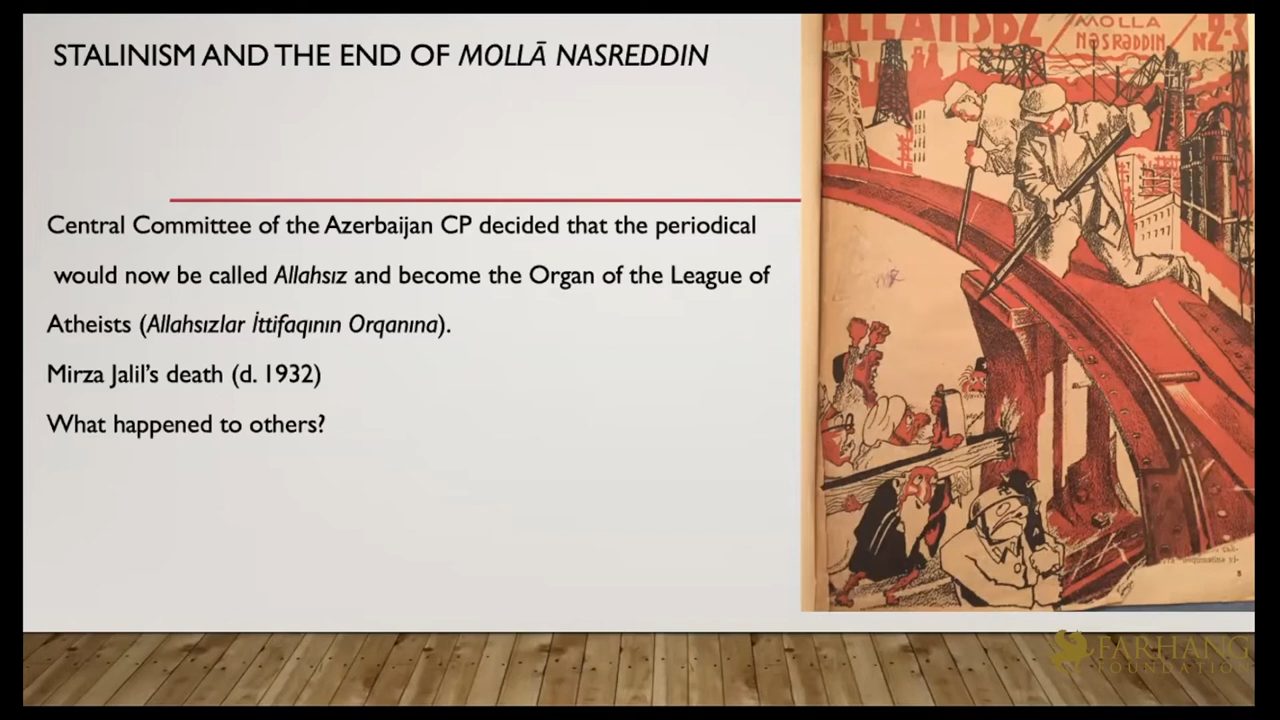 STALINISM AND THE END OF MOLLĀ NASREDDIN
Central Committee of the Azerbaijan CP decided that the periodical
would now be called Allahsız and become the Organ of the League of
Atheists (Allahsızlar İttifaqının Orqanına).
Mirza Jalil's death (d. 1932)
What happened to others?
ALLAHSƏZ
MOLLA
NəSRəDDIN
N2-3
FARHANG
FOUNDATION